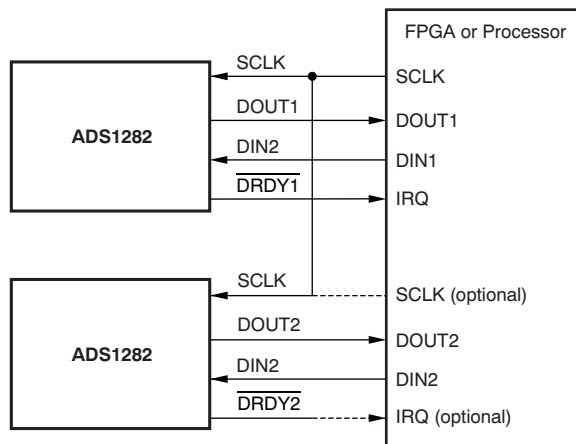 FPGA or Processor
SCLK
SCLK
ADS1282
DOUT1
DOUT1
DIN2
DIN1
DRDY1
IRQ
SCLK
SCLK (optional)
ADS1282
DOUT2
DOUT2
DIN2
DIN2
DRDY2
IRQ (optional)